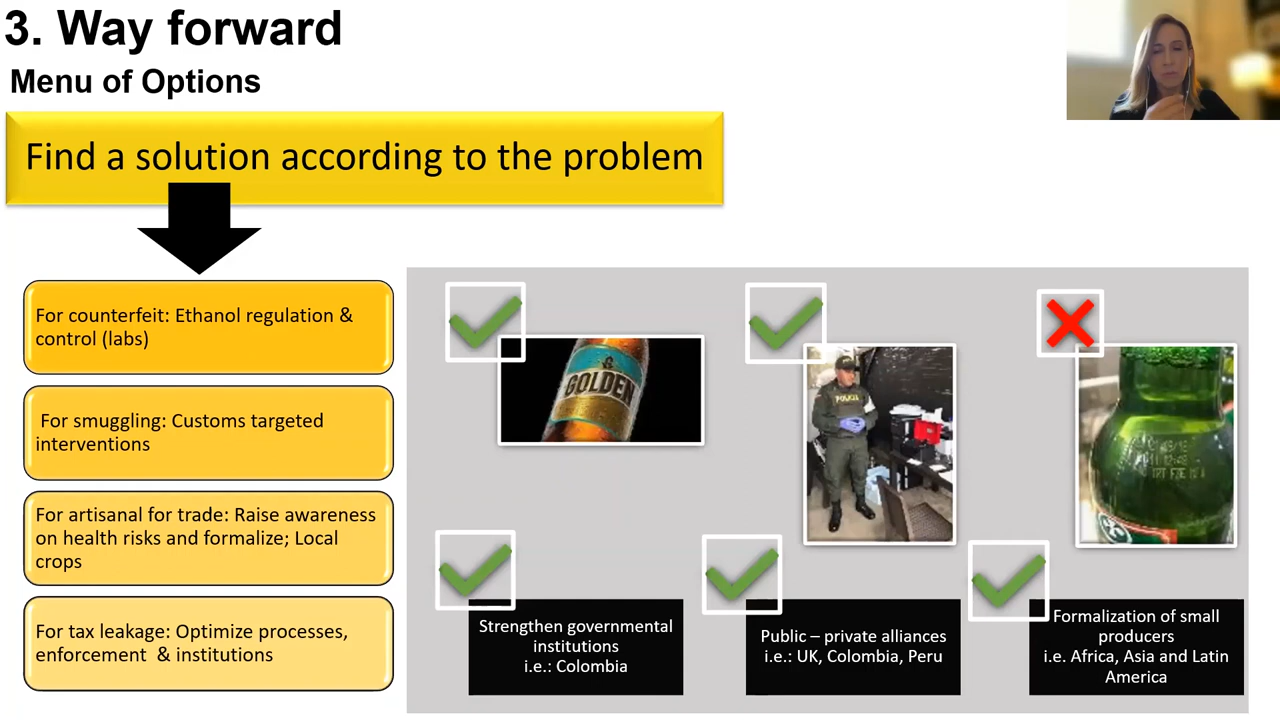 3. Way forward
Menu of Options
Find a solution according to the problem
For counterfeit: Ethanol regulation &
control (labs)
For smuggling: Customs targeted
interventions
For artisanal for trade: Raise awareness
on health risks and formalize; Local
crops
For tax leakage: Optimize processes,
enforcement & institutions
GOLDEN
POLICIA
Strengthen governmental
institutions
i.e.: Colombia
Public – private alliances
i.e.: UK, Colombia, Peru
Formalization of small
producers
i.e. Africa, Asia and Latin
America